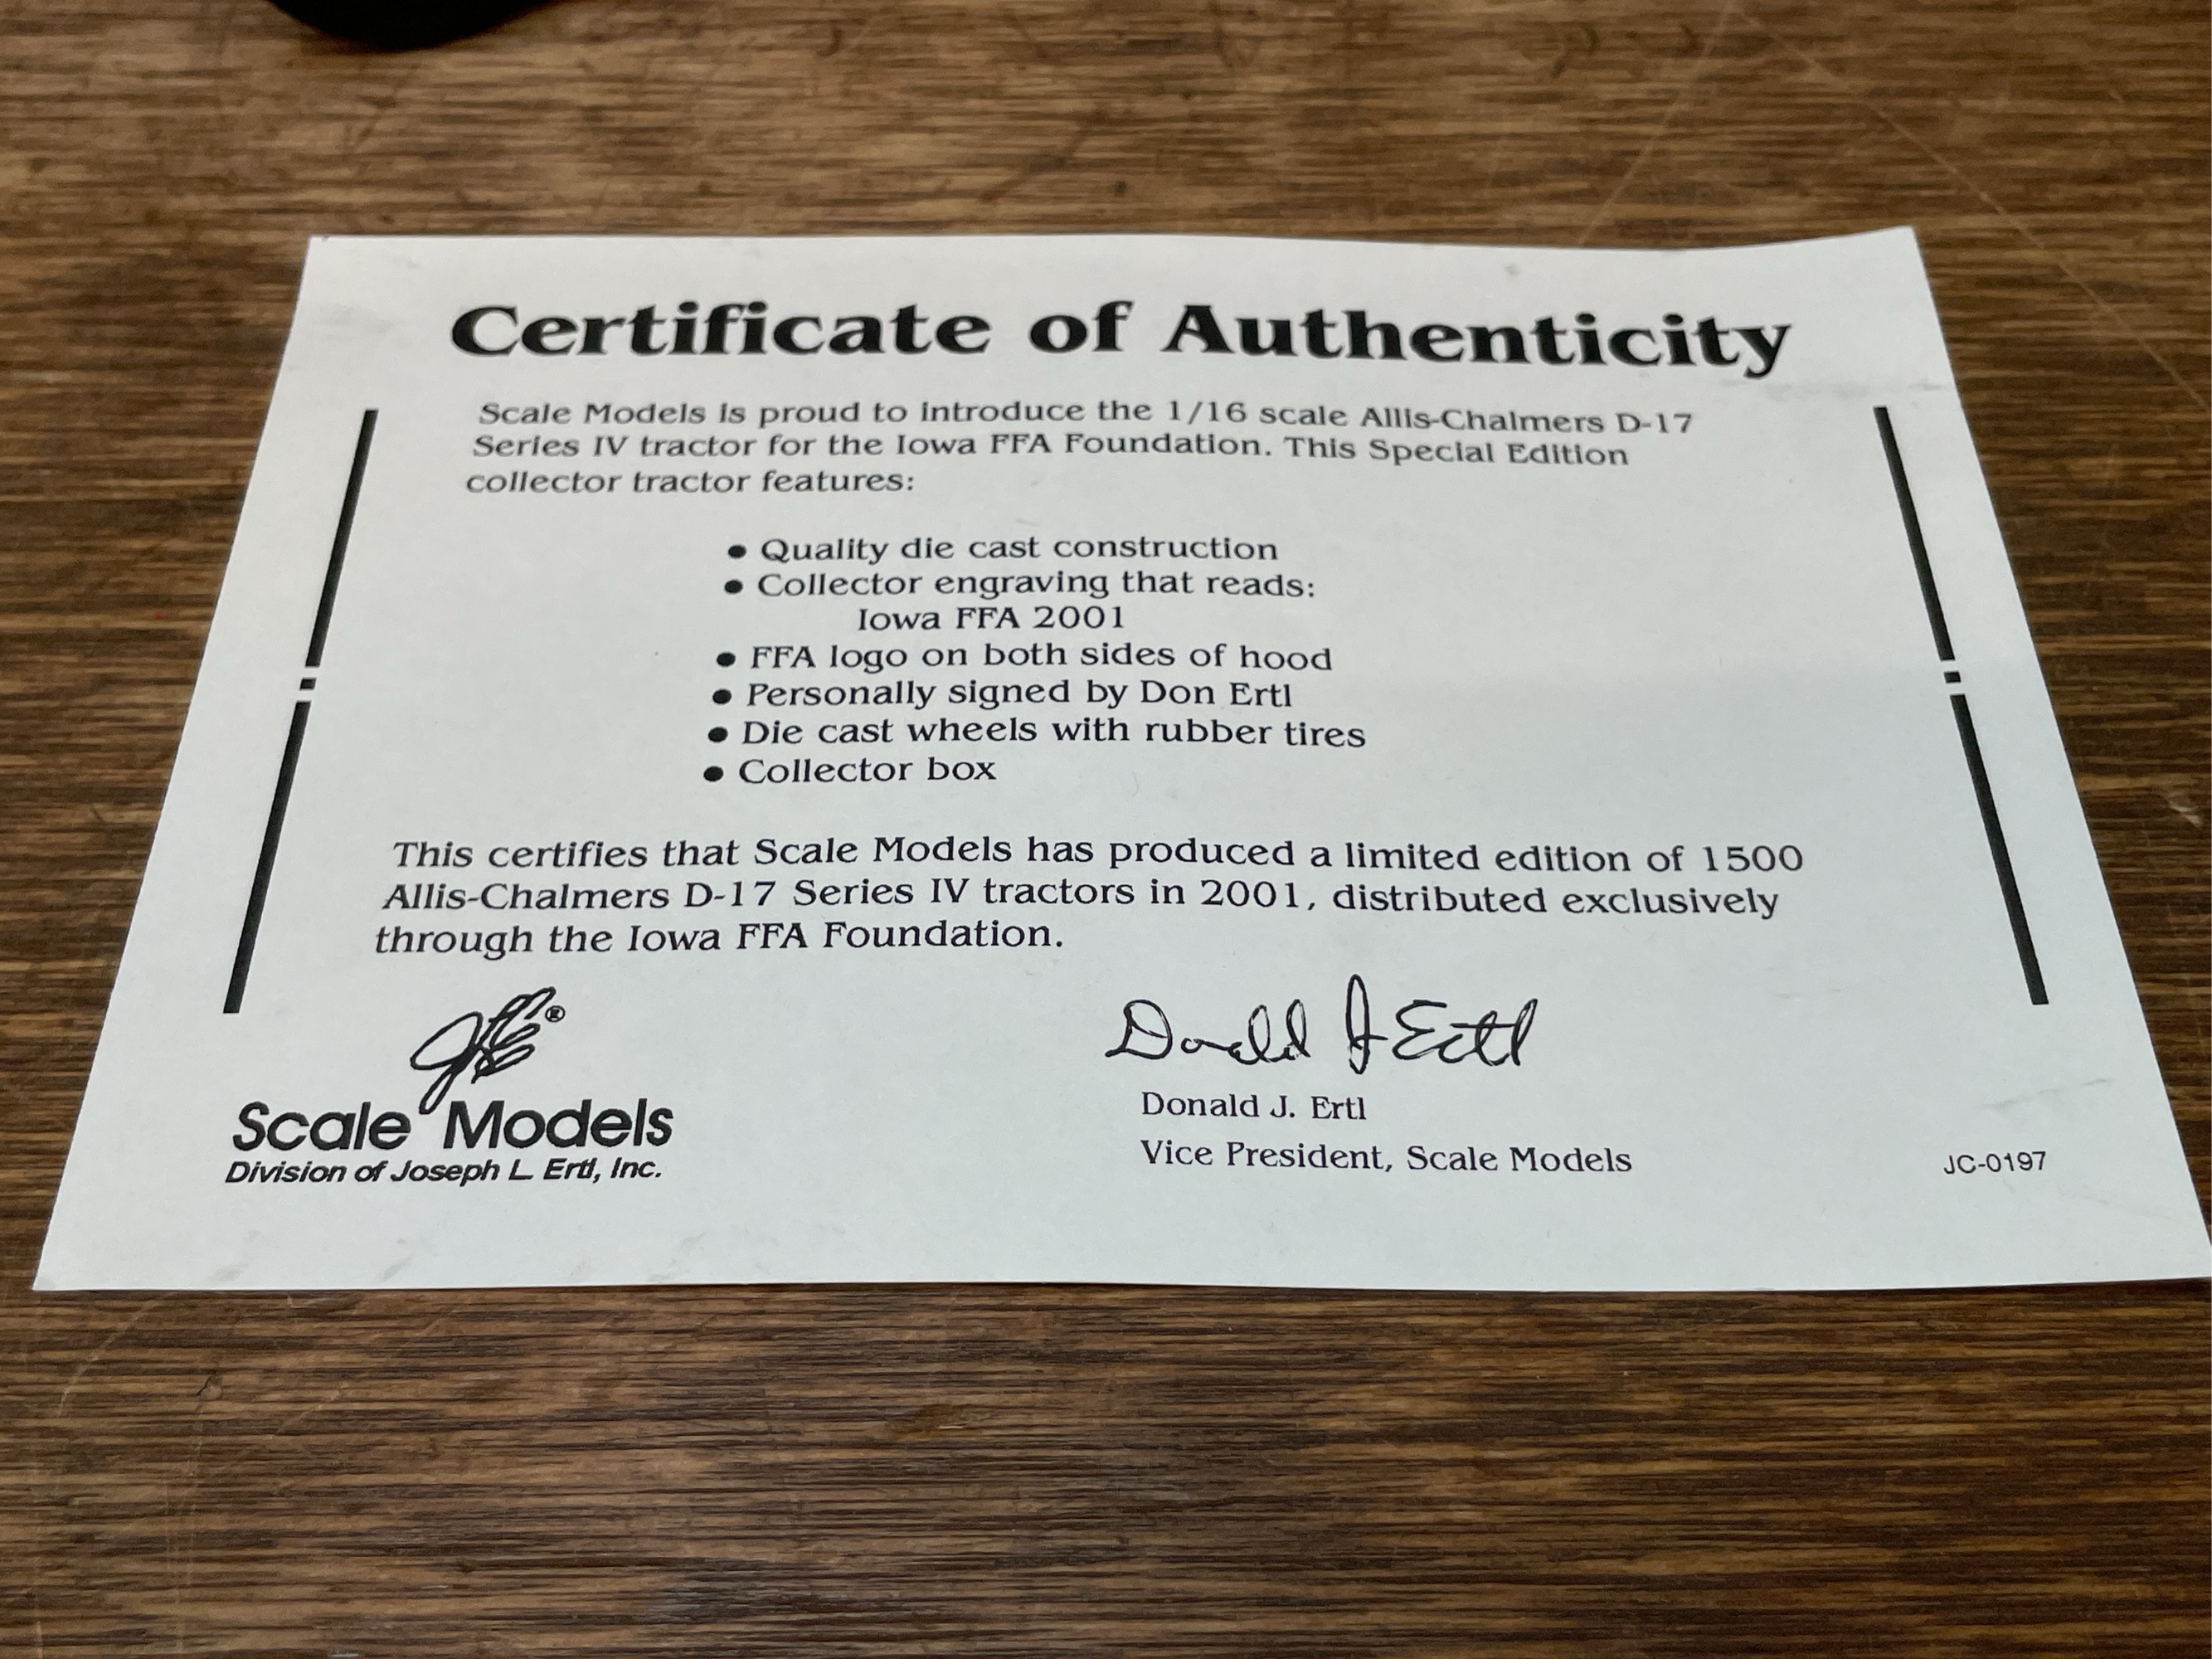 Certificate of Authenticity
Scale Models is proud to introduce the 1/16 scale Allis-Chalmers D-17
Series IV tractor for the Iowa FFA Foundation. This Special Edition
collector tractor features:
• Quality die cast construction
• Collector engraving that reads:
Iowa FFA 2001
• FFA logo on both sides of hood
• Personally signed by Don Ertl
• Die cast wheels with rubber tires
• Collector box
This certifies that Scale Models has produced a limited edition of 1500
Allis-Chalmers D-17 Series IV tractors in 2001, distributed exclusively
through the Iowa FFA Foundation.
®
Scale Models
Division of Joseph L. Ertl, Inc.
Donald J Ertl
Donald J. Ertl
Vice President, Scale Models
JC-0197